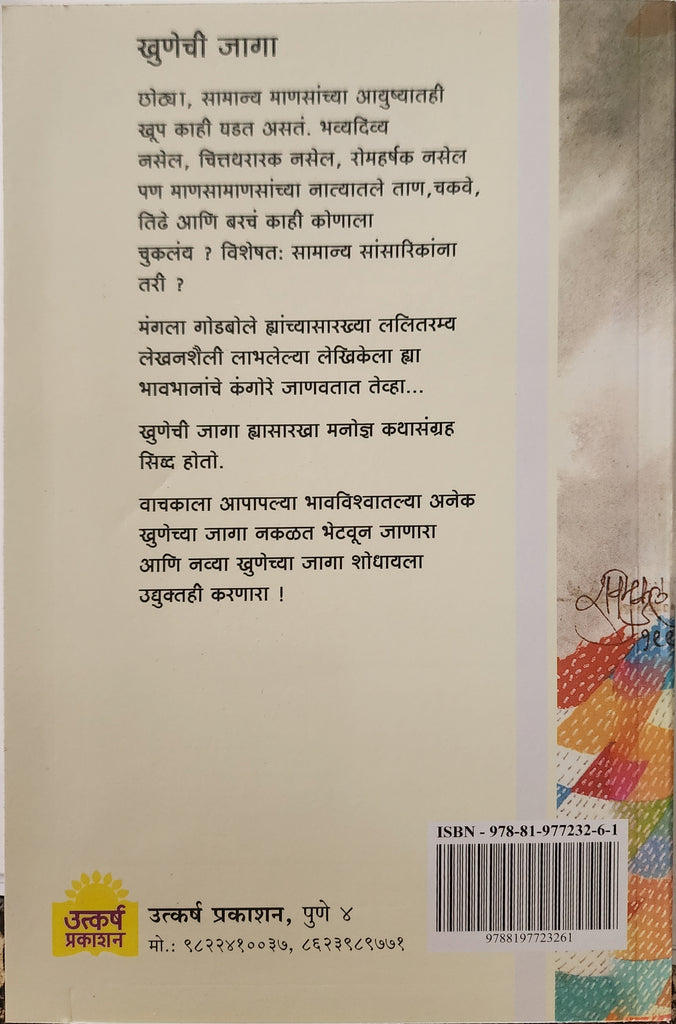 खुणेची जागा
छोट्या, सामान्य माणसांच्या आयुष्यातही
खूप काही घडत असतं. भव्यदिव्य
नसेल, चित्तथरारक नसेल, रोमहर्षक नसेल
पण माणसामाणसांच्या नात्यातले ताण,चकवे,
तिढे आणि बरचं काही कोणाला
चुकलंय ? विशेषत: सामान्य सांसारिकांना
तरी ?
मंगला गोडबोले ह्यांच्यासारख्या ललितरम्य
लेखनशैली लाभलेल्या लेखिकेला ह्या
भावभानांचे कंगोरे जाणवतात तेव्हा...
खुणेची जागा ह्यासारखा मनोज्ञ कथासंग्रह
सिध्द होतो.
वाचकाला आपापल्या भावविश्वातल्या अनेक
खुणेच्या जागा नकळत भेटवून जाणारा
आणि नव्या खुणेच्या जागा शोधायला
उद्युक्तही करणारा !
ISBN - 978-81-977232-6-1
9788197723261
उत्कर्ष
प्रकाशन
उत्कर्ष प्रकाशन, पुणे ४
मो.: ९८२२४१००३७, ८६२३९८९७७१